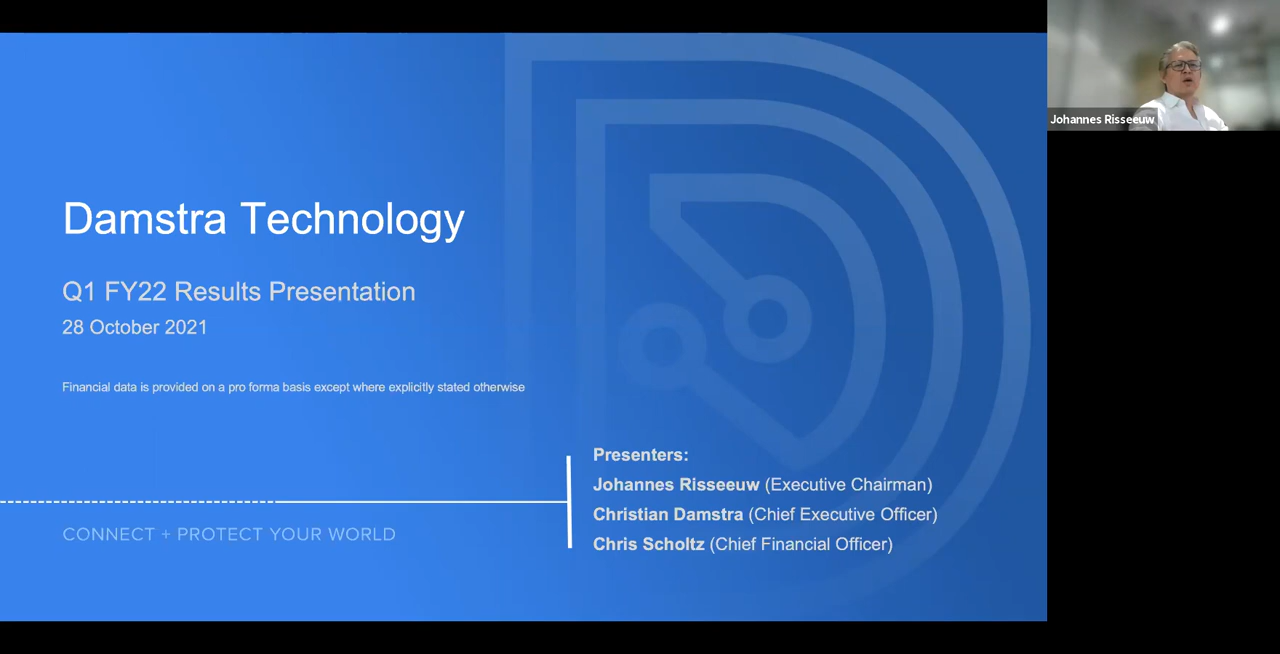 Damstra Technology
Q1 FY22 Results Presentation
28 October 2021
Financial data is provided on a pro forma basis except where explicitly stated otherwise
CONNECT + PROTECT YOUR WORLD
Presenters:
Johannes Risseeuw (Executive Chairman)
Christian Damstra (Chief Executive Officer)
Chris Scholtz (Chief Financial Officer)
Johannes Risseeuw